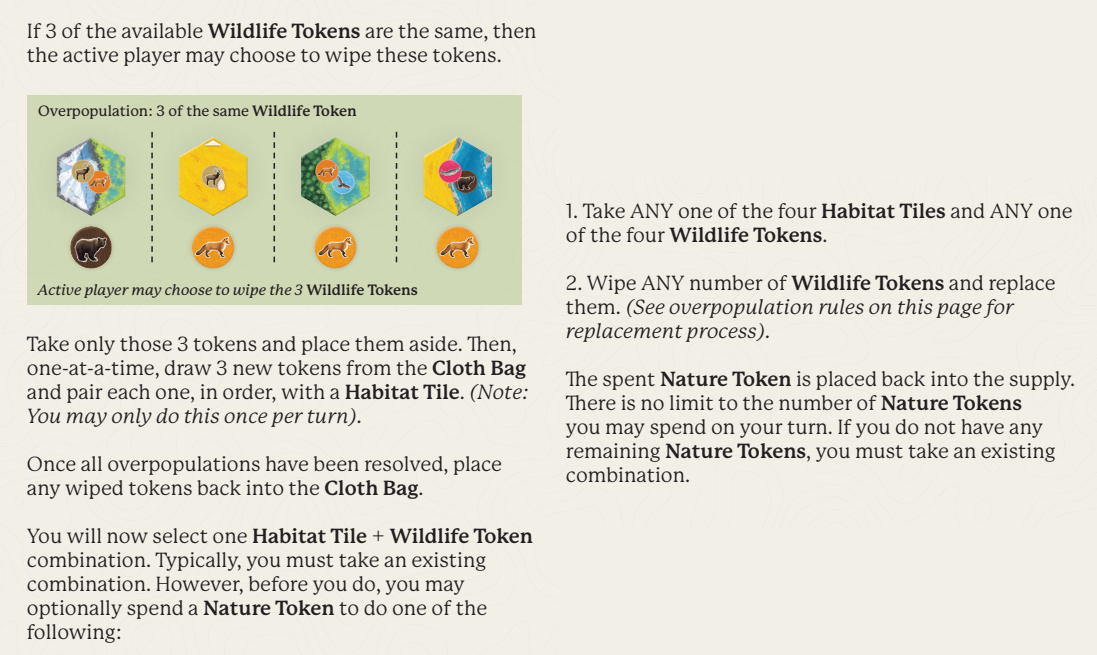 If 3 of the available Wildlife Tokens are the same, then
the active player may choose to wipe these tokens.
Overpopulation: 3 of the same Wildlife Token
Active player may choose to wipe the 3 Wildlife Tokens
Take only those 3 tokens and place them aside. Then,
one-at-a-time, draw 3 new tokens from the Cloth Bag
and pair each one, in order, with a Habitat Tile. (Note:
You may only do this once per turn).
Once all overpopulations have been resolved, place
any wiped tokens back into the Cloth Bag.
You will now select one Habitat Tile + Wildlife Token
combination. Typically, you must take an existing
combination. However, before you do, you may
optionally spend a Nature Token to do one of the
following:
1. Take ANY one of the four Habitat Tiles and ANY one
of the four Wildlife Tokens.
2. Wipe ANY number of Wildlife Tokens and replace
them. (See overpopulation rules on this page for
replacement process).
The spent Nature Token is placed back into the supply.
There is no limit to the number of Nature Tokens
you may spend on your turn. If you do not have any
remaining Nature Tokens, you must take an existing
combination.